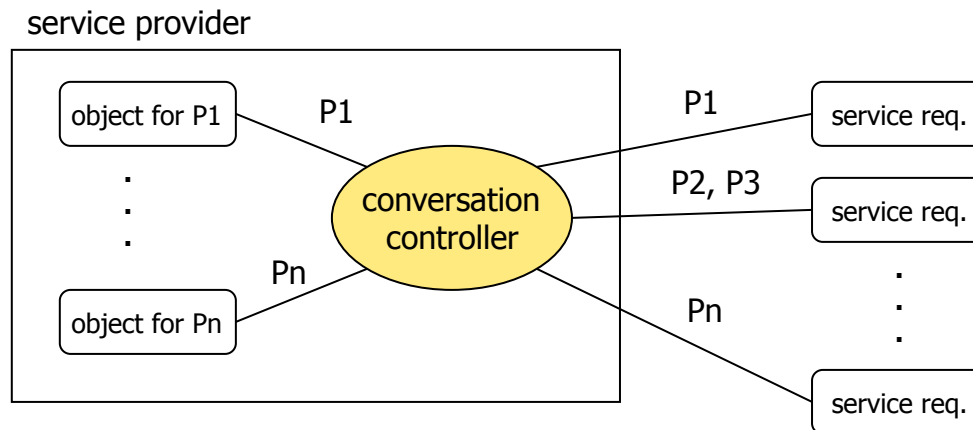 service provider
object for P1
P1
P1
service req.
.
.
.
conversation
controller
P2, P3
service req.
Pn
object for Pn
Pn
.
.
.
service req.